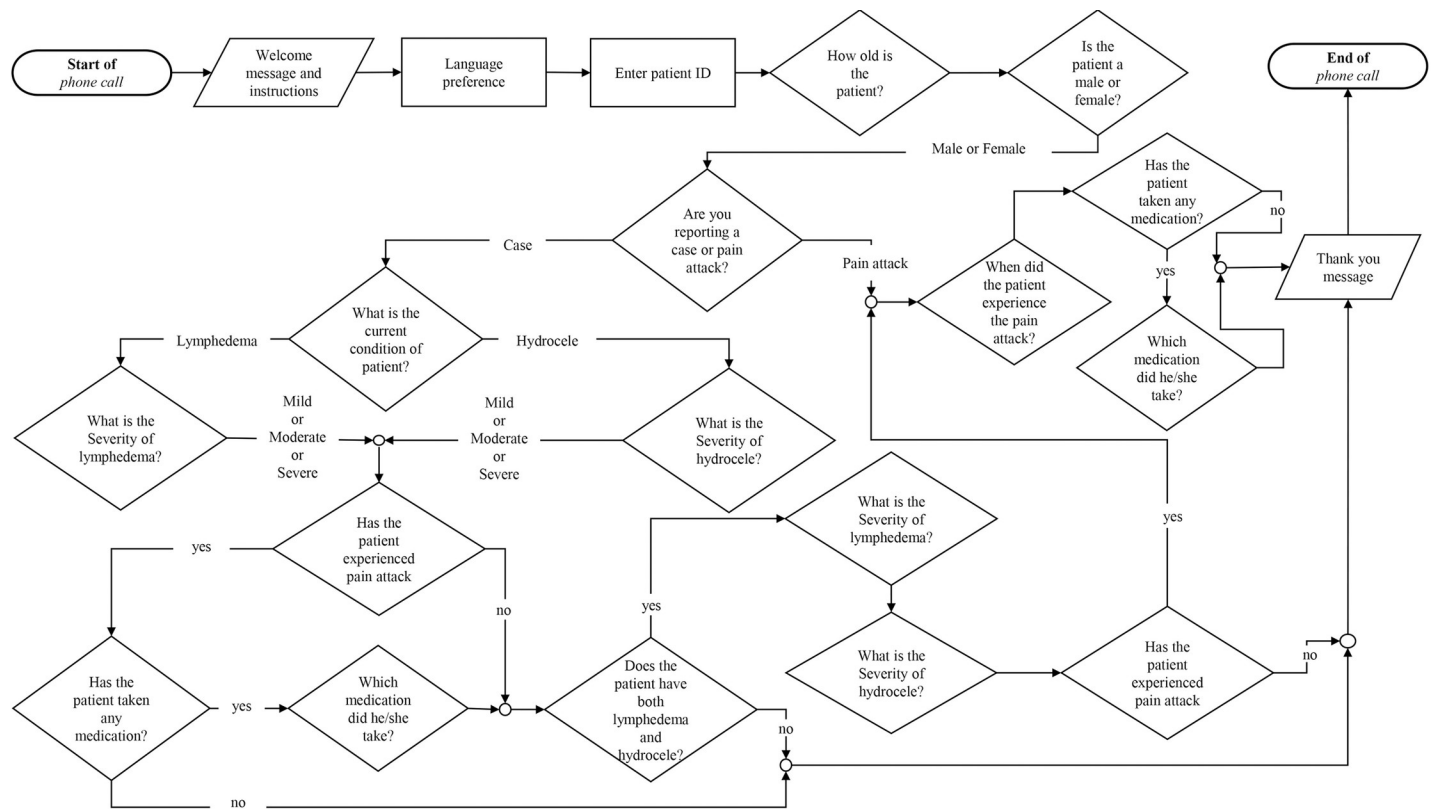 Start of
phone call
Welcome
message and
instructions
Language
preference
Enter patient ID
How old is
the
patient?
Is the
patient a
male or
female?
End of
phone call
Male or Female
Are you
reporting a
case or pain
attack?
Case
Pain attack
When did
the patient
experience
the pain
attack?
Has the
patient
taken any
medication?
no
yes
Which
medication
did he/she
take?
Thank you
message
What is the
current
condition of
patient?
Lymphedema
Hydrocele
What is the
Severity of
lymphedema?
Mild
or
Moderate
or
Severe
Mild
or
Moderate
or
Severe
What is the
Severity of
hydrocele?
Has the
patient
experienced
pain attack
yes
no
Has the
patient taken
any
medication?
yes
no
Which
medication
did he/she
take?
Does the
patient have
both
lymphedema
and
hydrocele?
yes
no
What is the
Severity of
lymphedema?
What is the
Severity of
hydrocele?
Has the
patient
experienced
pain attack
yes
no